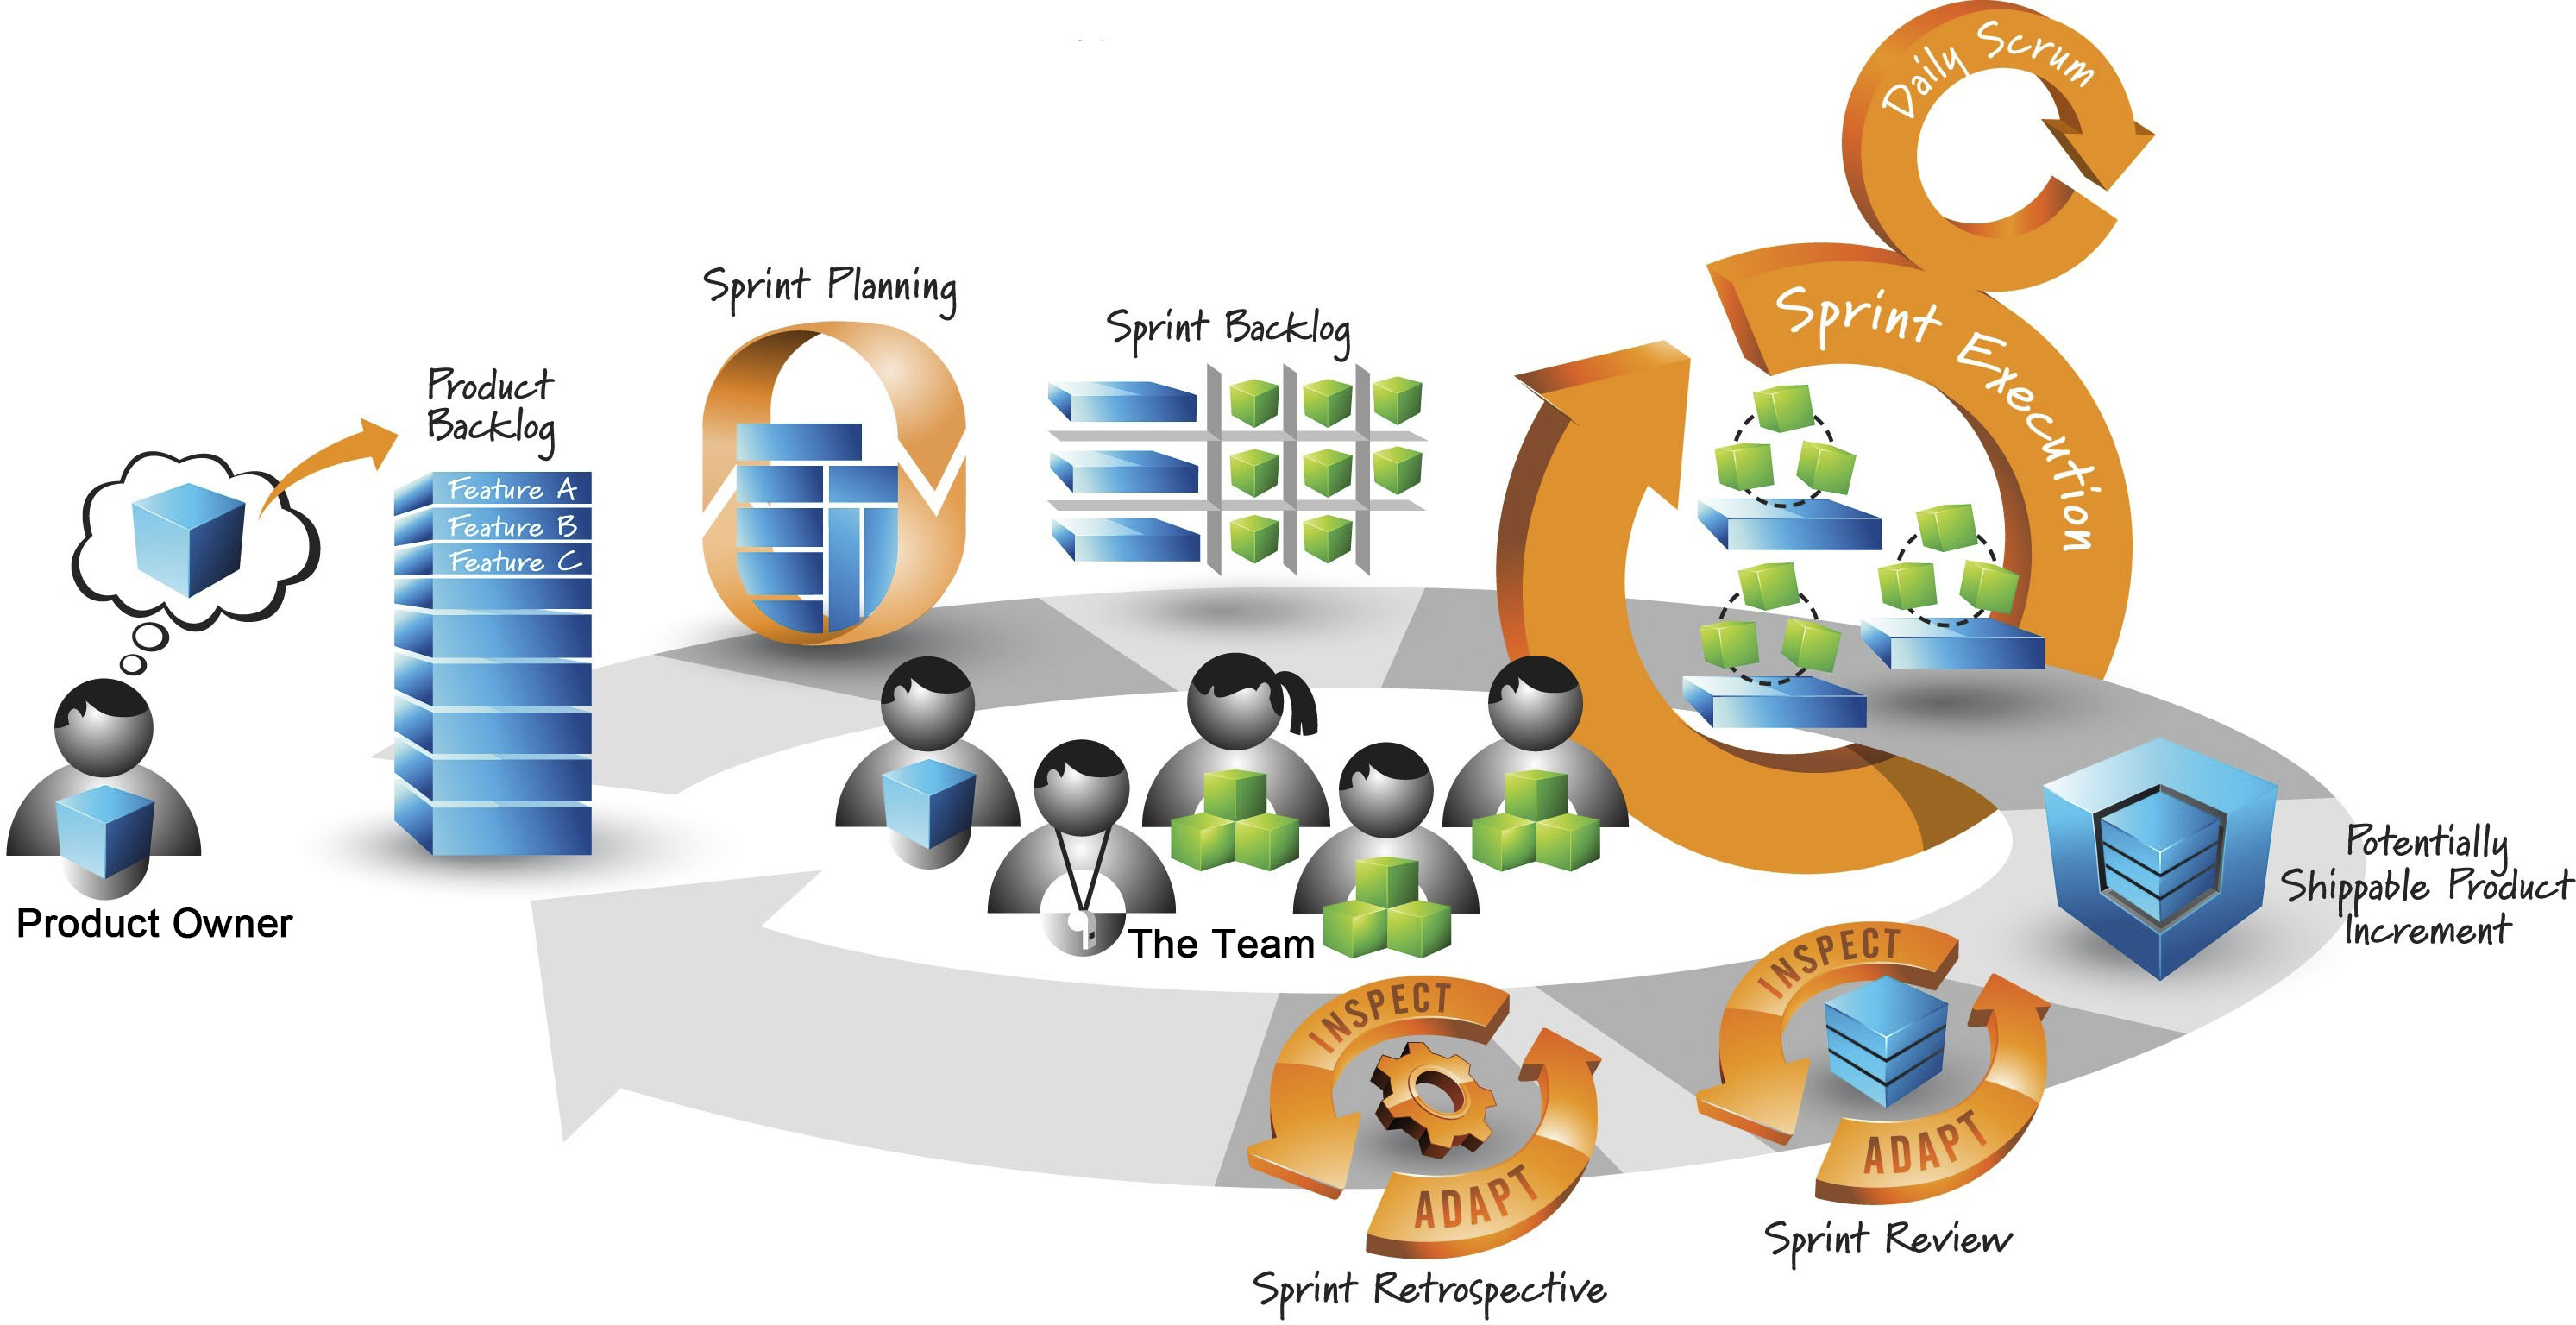 Daily Scrum
Sprint Execution
Sprint Planning
Sprint Backlog
Product
Backlog
Feature A
Feature B
Feature C
Product Owner
The Team
Potentially
Shippable Product
Increment
INSPECT
ADAPT
Sprint Review
INSPECT
ADAPT
Sprint Retrospective